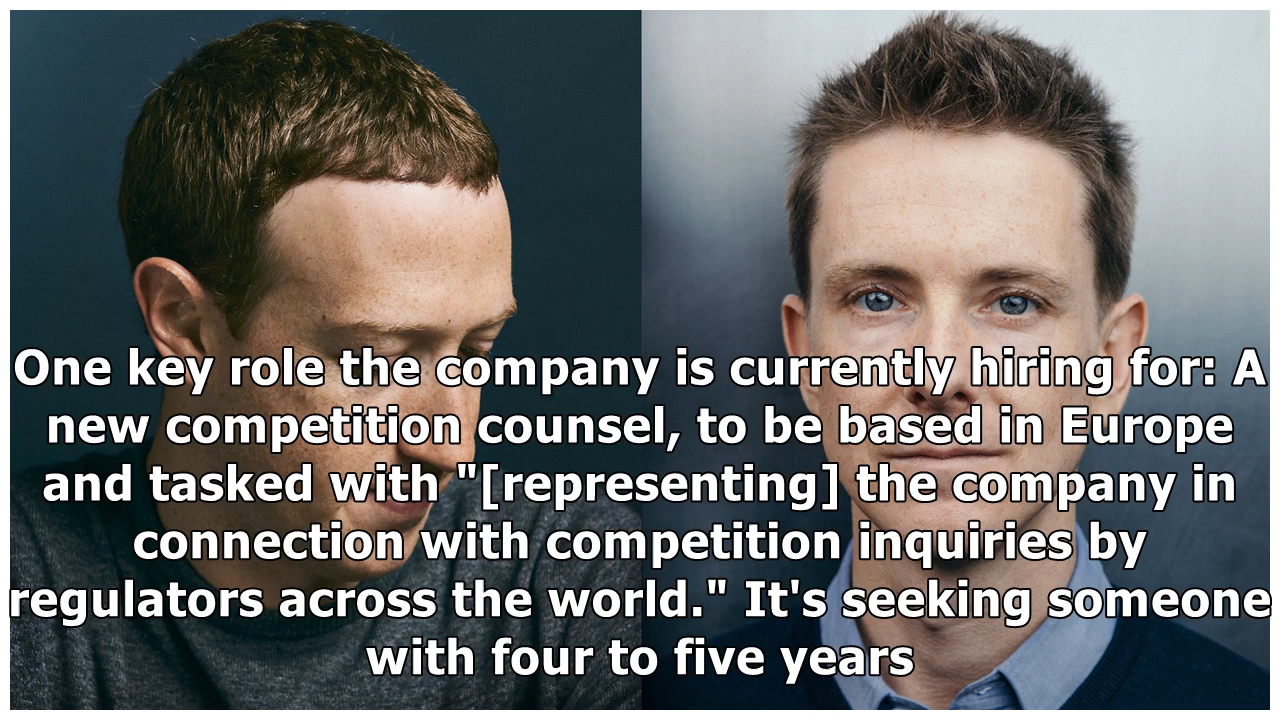 One key role the company is currently hiring for: A
new competition counsel, to be based in Europe
and tasked with "[representing] the company in
connection with competition inquiries by
regulators across the world." It's seeking someone
with four to five years